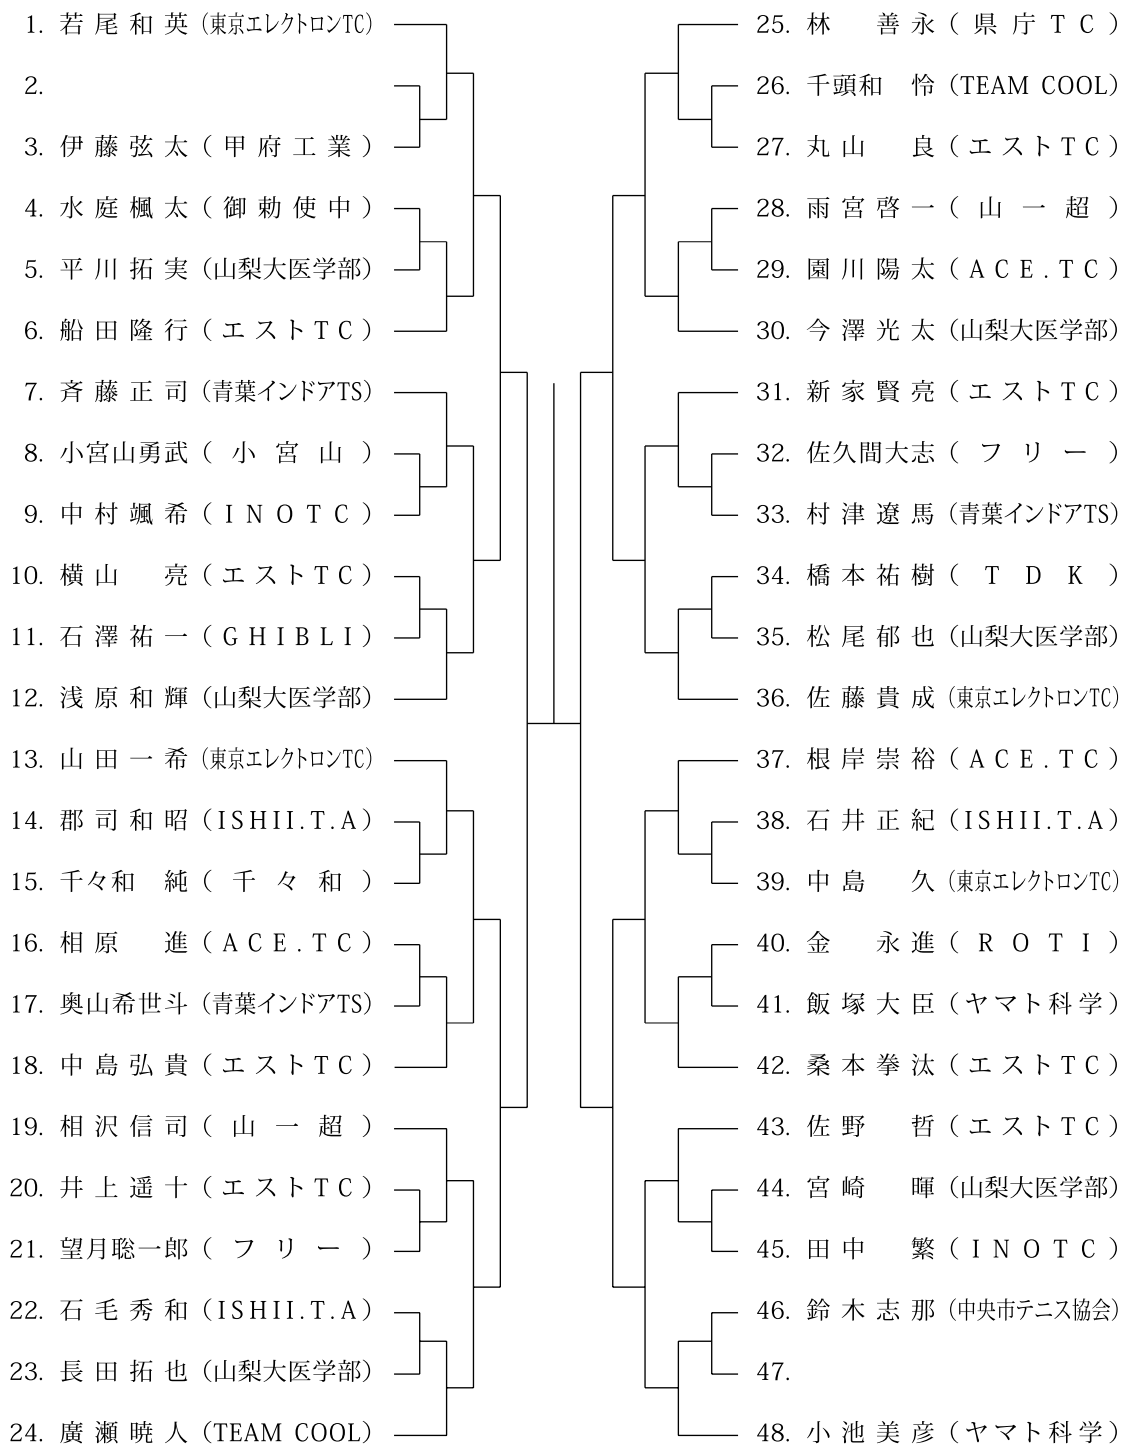 1. 若尾和英（東京エレクトロンTC）
2.
3. 伊藤弦太（甲府工業）
4. 水庭楓太（御勅使中）
5. 平川拓実（山梨大医学部）
6. 船田隆行（エストTC）
7. 斉藤正司（青葉インドアTS）
8. 小宮山勇武（小宮山）
9. 中村颯希（INOTC）
10. 横山　亮（エストTC）
11. 石澤祐一（GHIBLI）
12. 浅原和輝（山梨大医学部）
13. 山田一希（東京エレクトロンTC）
14. 郡司和昭（ISHII.T.A）
15. 千々和　純（千々和）
16. 相原　進（ACE.TC）
17. 奥山希世斗（青葉インドアTS）
18. 中島弘貴（エストTC）
19. 相沢信司（山一超）
20. 井上遥十（エストTC）
21. 望月聡一郎（フリー）
22. 石毛秀和（ISHII.T.A）
23. 長田拓也（山梨大医学部）
24. 廣瀬暁人（TEAM COOL）
25. 林　善永（県庁TC）
26. 千頭和　怜（TEAM COOL）
27. 丸山　良（エストTC）
28. 雨宮啓一（山一超）
29. 園川陽太（ACE.TC）
30. 今澤光太（山梨大医学部）
31. 新家賢亮（エストTC）
32. 佐久間大志（フリー）
33. 村津遼馬（青葉インドアTS）
34. 橋本祐樹（TDK）
35. 松尾郁也（山梨大医学部）
36. 佐藤貴成（東京エレクトロンTC）
37. 根岸崇裕（ACE.TC）
38. 石井正紀（ISHII.T.A）
39. 中島　久（東京エレクトロンTC）
40. 金　永進（ROTI）
41. 飯塚大臣（ヤマト科学）
42. 桑本拳汰（エストTC）
43. 佐野　哲（エストTC）
44. 宮崎　暉（山梨大医学部）
45. 田中　繁（INOTC）
46. 鈴木志那（中央市テニス協会）
47.
48. 小池美彦（ヤマト科学）